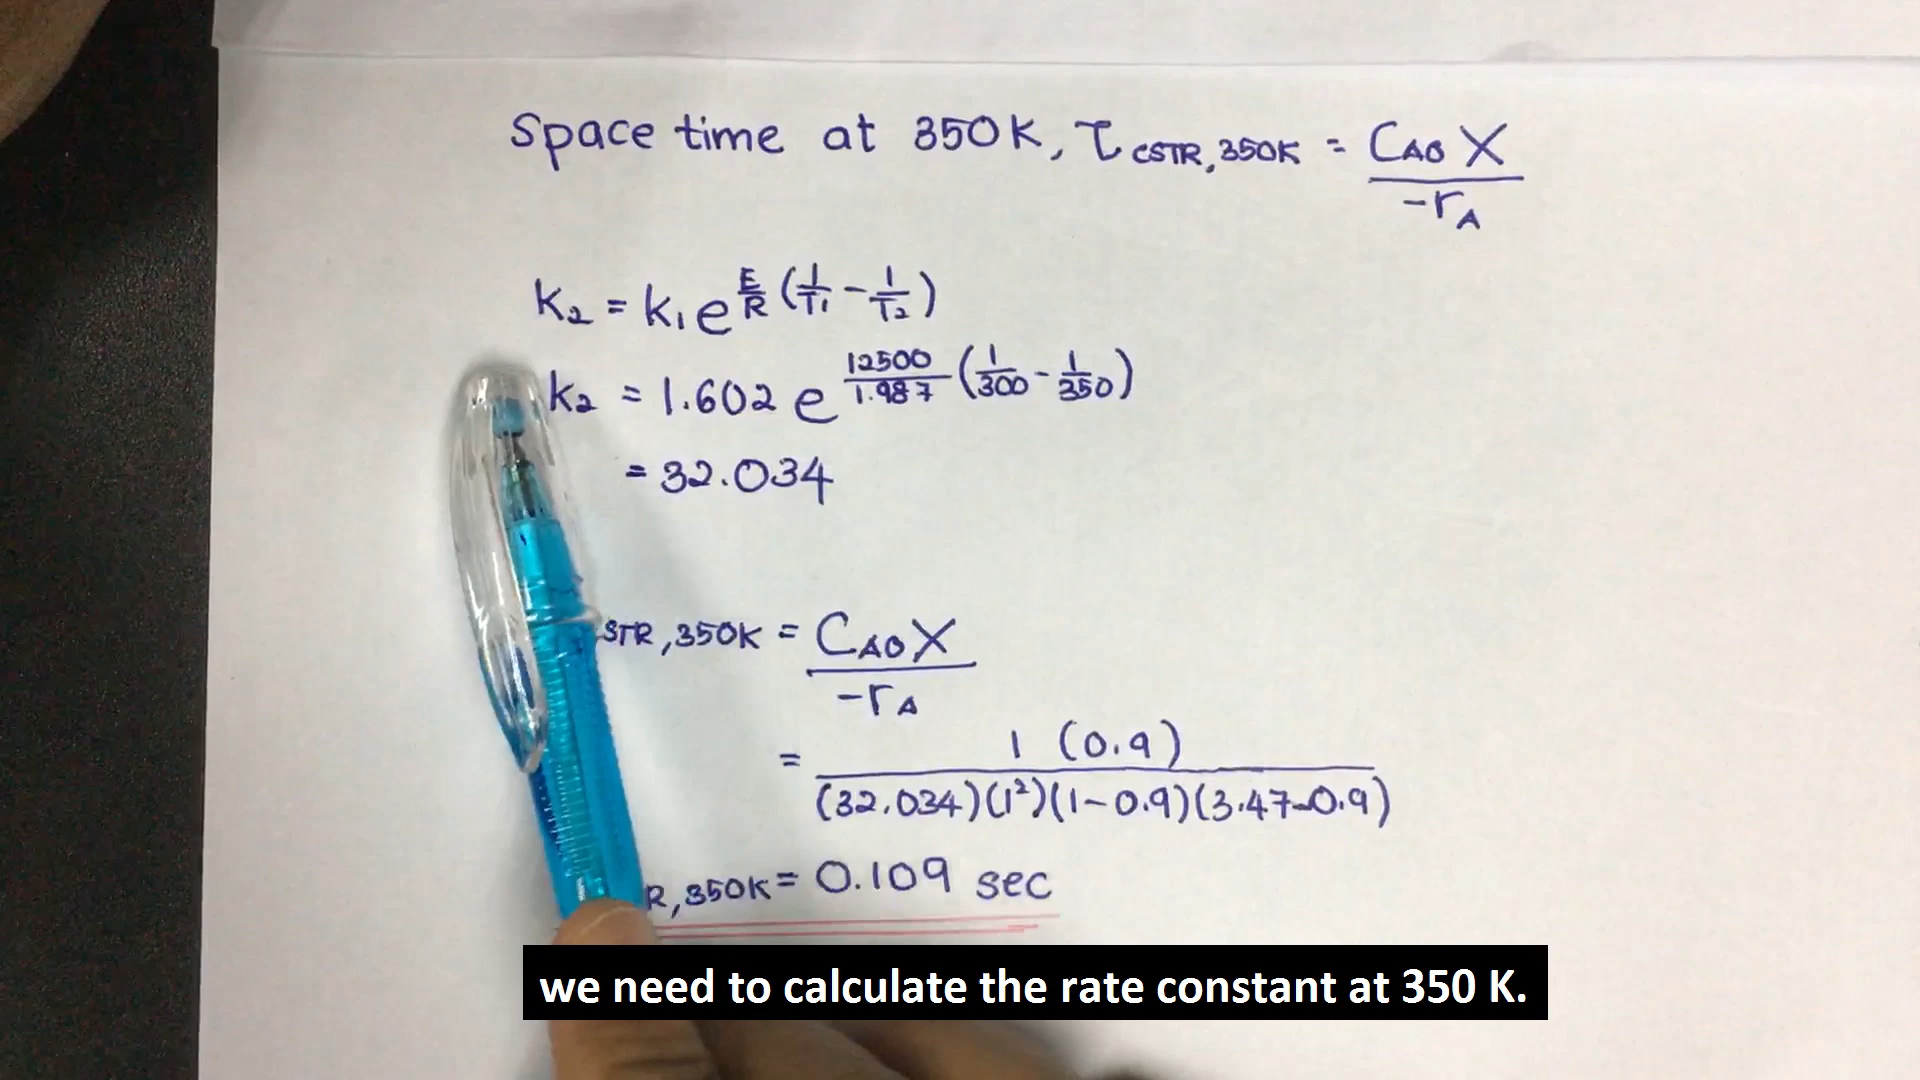 Space time at 350K, τ CSTR,350K = CA0 X / -rA
k2 = k1 e^(E/R (1/T1 - 1/T2))
k2 = 1.602 e^(12500/1.987 (1/300 - 1/350))
= 32.034
STR,350K = CA0 X / -rA
= 1 (0.9) / (32.034)(1²)(1-0.9)(3.47-0.9)
R,350K = 0.109 sec
we need to calculate the rate constant at 350 K.